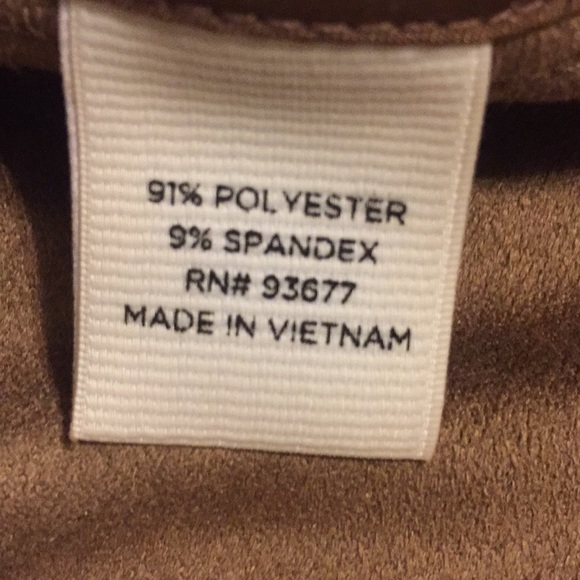 91% POLYESTER
9% SPANDEX
RN# 93677
MADE IN VIETNAM